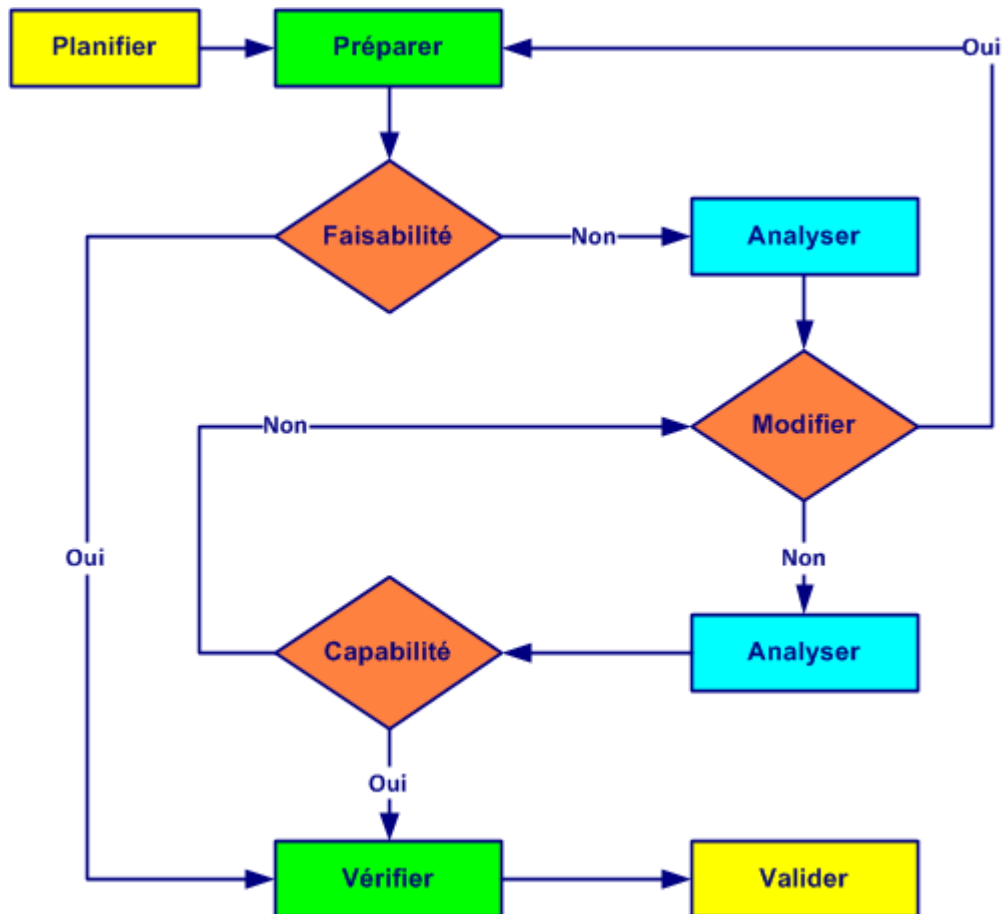 Planifier
Préparer
Oui
Faisabilité
Non
Analyser
Non
Modifier
Oui
Non
Capabilité
Analyser
Oui
Vérifier
Valider